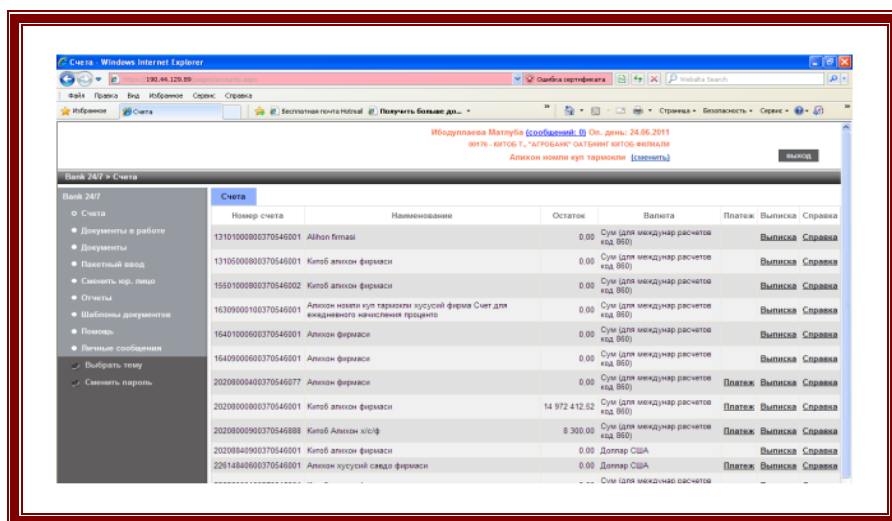 Счета - Windows Internet Explorer
190.44.129.89
Ошибка сертификата
Webalta Search
Файл Правка Вид Избранное Сервис Справка
Избранное Счета Бесплатная почта Hotmail Получить больше до...
Страница Безопасность Сервис
Ибодуллаева Матлуба (сообщений: 0) Оп. день: 24.06.2011
00176 - КИТОБ Т., "АГРОБАНК" ОАТБНИНГ КИТОБ ФИЛИАЛИ
Алихон номли куп тармокли (сменить)
выход
Bank 24/7 > Счета
Bank 24/7
Счета
Документы в работе
Документы
Пакетный ввод
Сменить юр. лицо
Отчеты
Шаблоны документов
Помощь
Личные сообщения
Выбрать тему
Сменить пароль
Счета
Номер счета Наименование Остаток Валюта Платеж Выписка Справка
13101000800370546001 Alihon firmasi 0.00 Сум (для междунар.расчетов код 860) Выписка Справка
13105000800370546001 Китоб алихон фирмаси 0.00 Сум (для междунар.расчетов код 860) Выписка Справка
15501000800370546002 Китоб алихон фирмаси 0.00 Сум (для междунар.расчетов код 860) Выписка Справка
16309000100370546001 Алихон номли куп тармокли хусусий фирма Счет для ежедневного начисления проценто 0.00 Сум (для междунар.расчетов код 860) Выписка Справка
16401000600370546001 Алихон фирмаси 0.00 Сум (для междунар.расчетов код 860) Выписка Справка
16409000600370546001 Алихон фирмаси 0.00 Сум (для междунар.расчетов код 860) Выписка Справка
20208000400370546077 Алихон фирмаси 0.00 Сум (для междунар.расчетов код 860) Платеж Выписка Справка
20208000800370546001 Китоб алихон фирмаси 14 972 412.62 Сум (для междунар.расчетов код 860) Платеж Выписка Справка
20208000900370546888 Китоб Алихон х/с/ф 8 300.00 Сум (для междунар.расчетов код 860) Платеж Выписка Справка
20208840900370546001 Китоб алихон фирмаси 0.00 Доллар США Выписка Справка
22614840600370546001 Алихон хусусий савдо фирмаси 0.00 Доллар США Платеж Выписка Справка
Сум (для междунар.расчетов